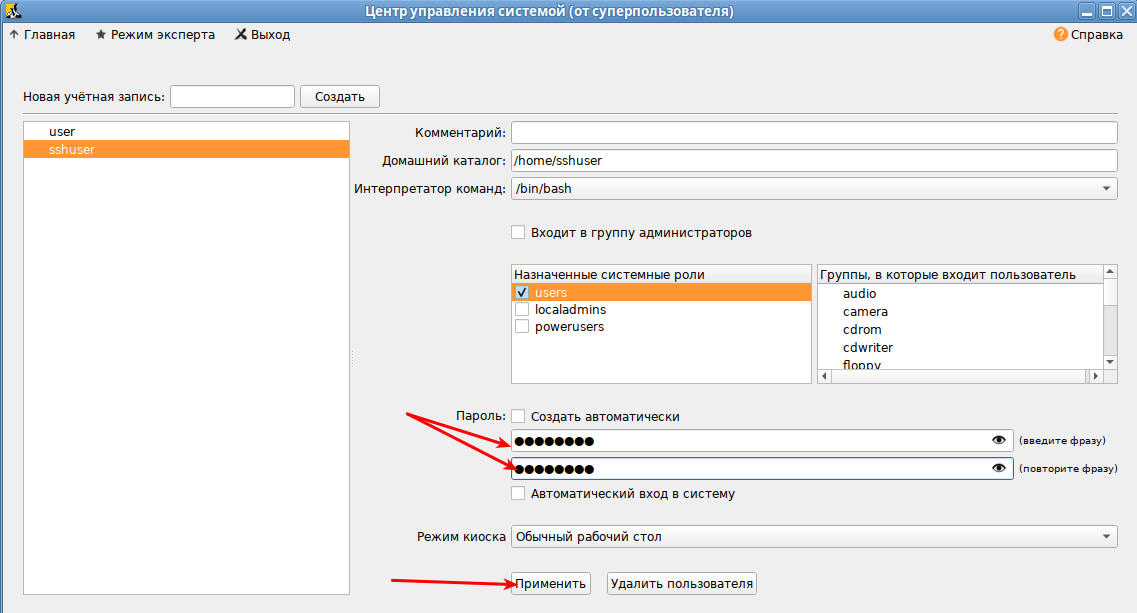 Центр управления системой (от суперпользователя)
Главная Режим эксперта Выход Справка
Новая учётная запись: Создать
user
sshuser
Комментарий:
Домашний каталог: /home/sshuser
Интерпретатор команд: /bin/bash
Входит в группу администраторов
Назначенные системные роли
users
localadmins
powerusers
Группы, в которые входит пользователь
audio
camera
cdrom
cdwriter
floppy
Пароль: Создать автоматически
(введите фразу)
(повторите фразу)
Автоматический вход в систему
Режим киоска Обычный рабочий стол
Применить Удалить пользователя